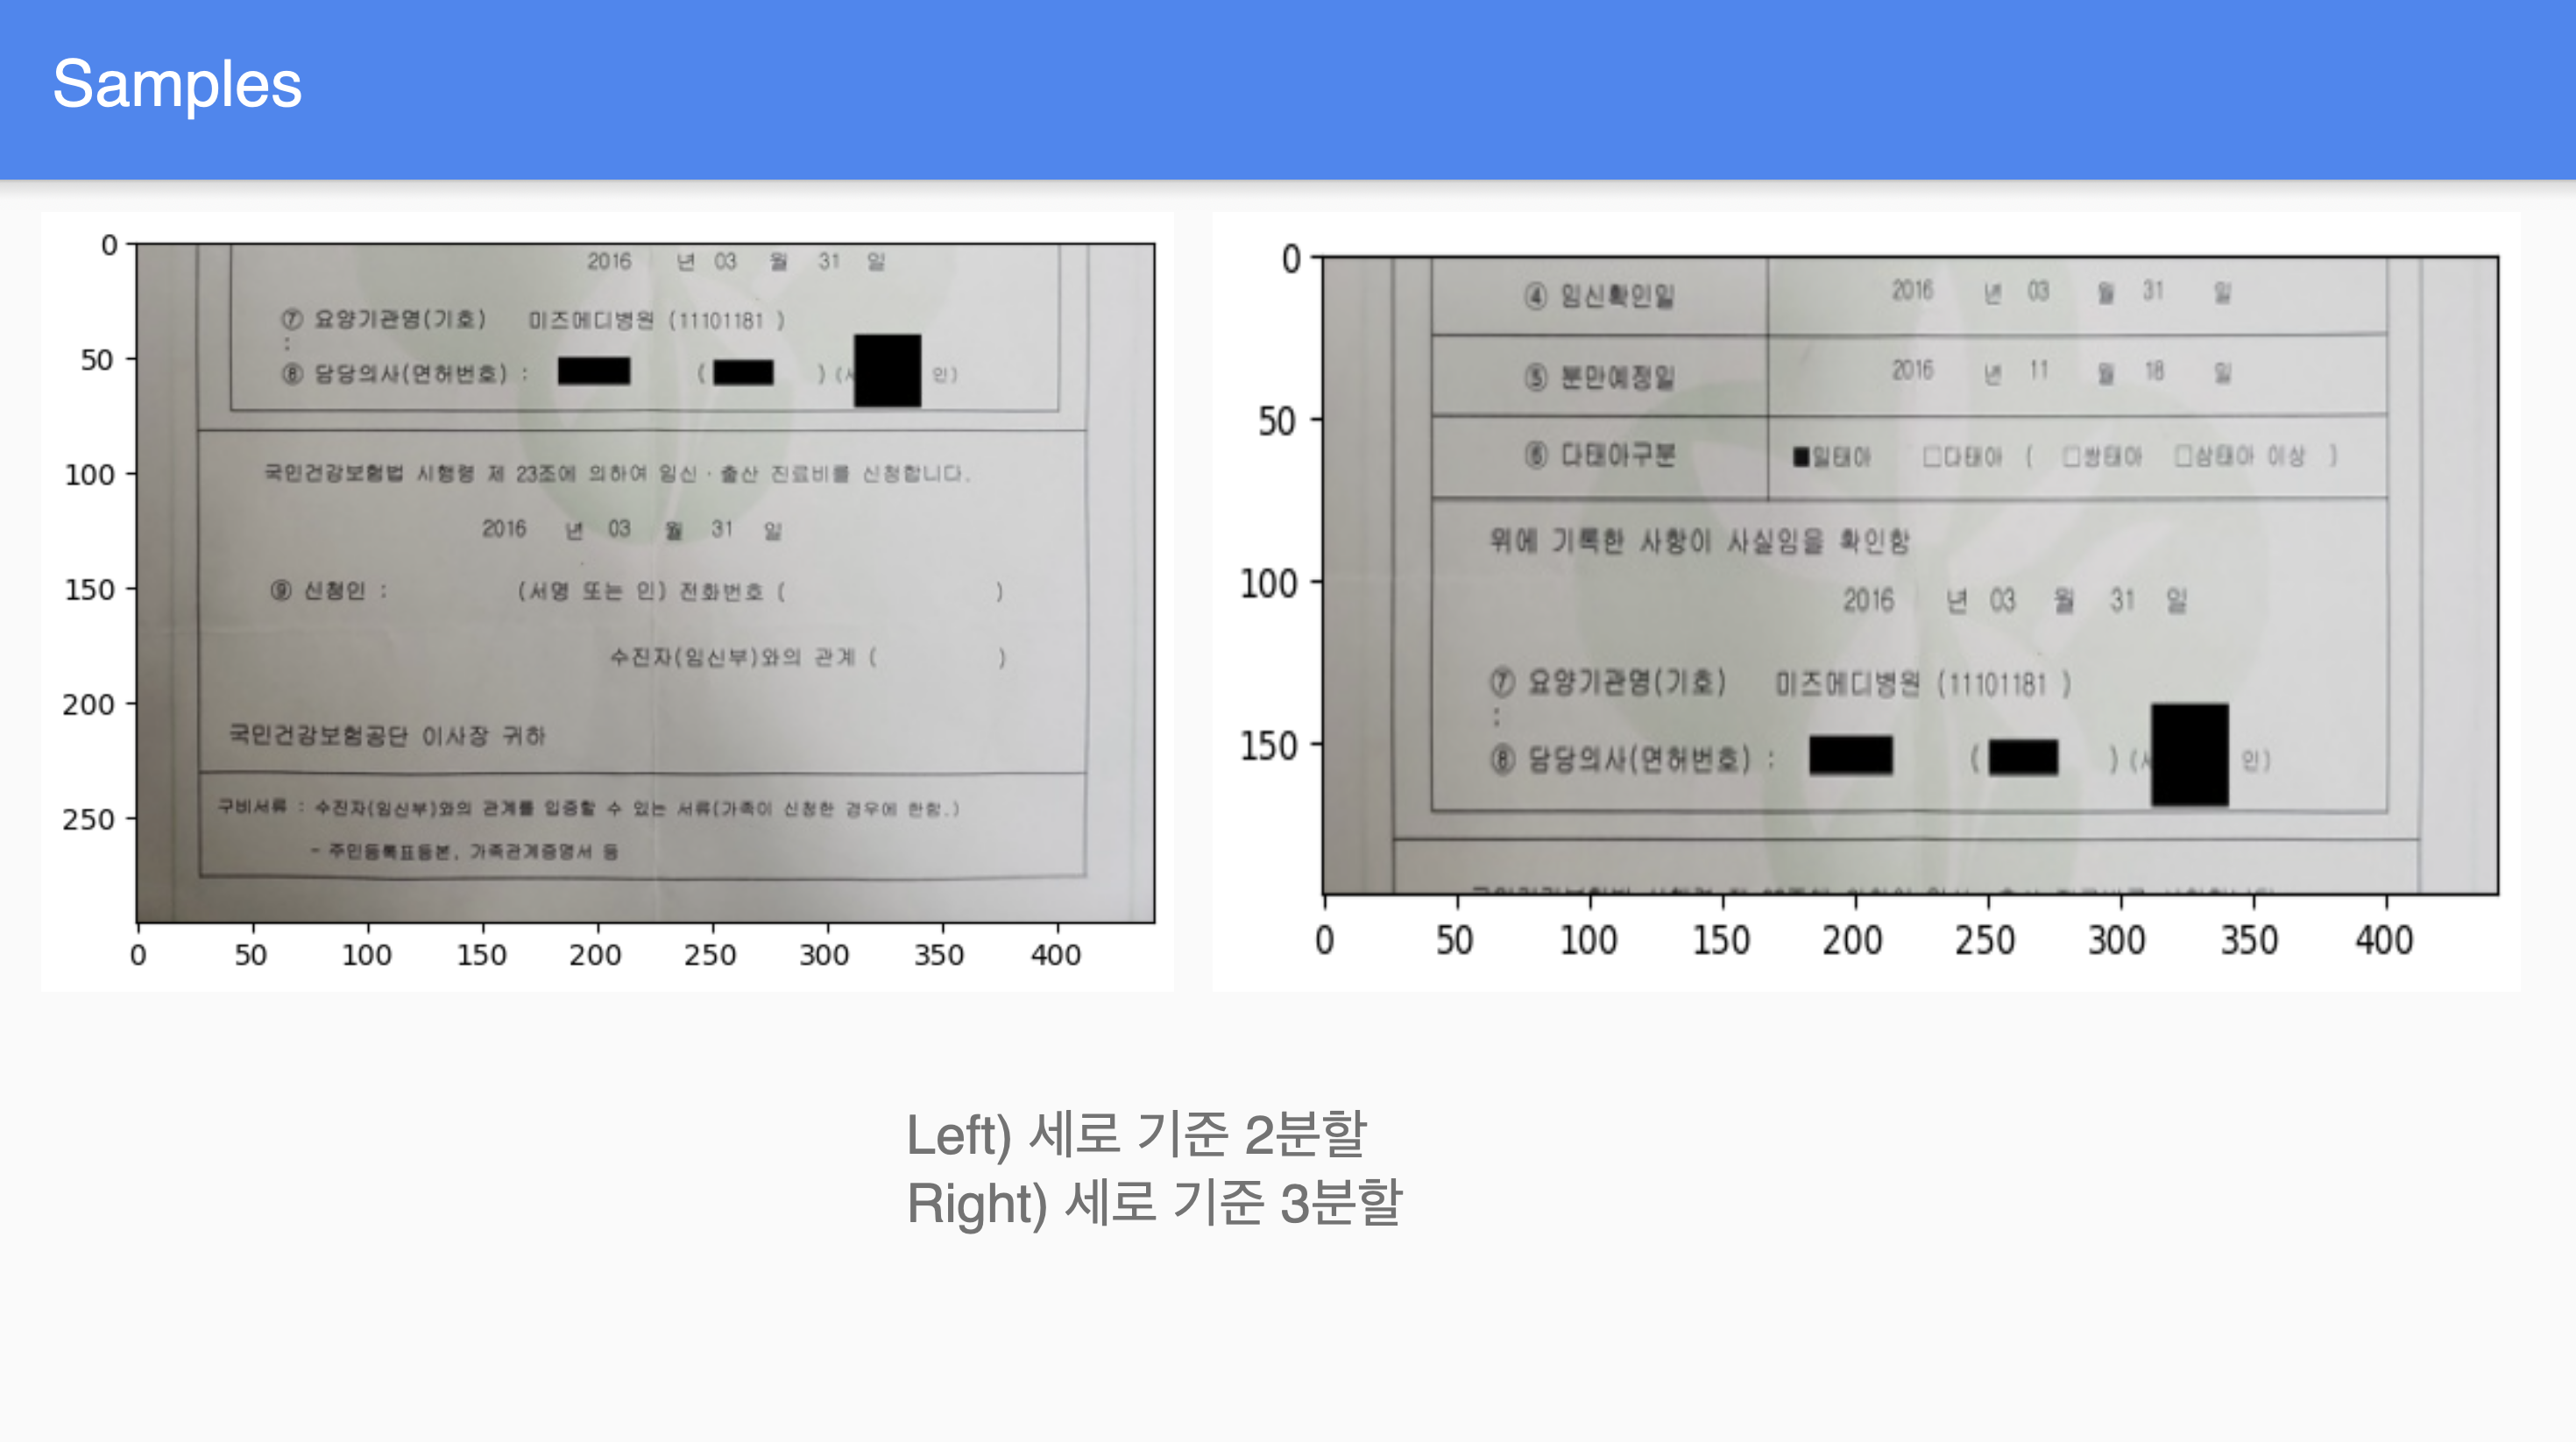 Samples
0
50
100
150
200
250
2016 년 03 월 31 일
⑦ 요양기관명(기호) 미즈메디병원 (11101181 )
:
⑧ 담당의사(면허번호) : ( ) ( 인)
국민건강보험법 시행령 제 23조에 의하여 임신·출산 진료비를 신청합니다.
2016 년 03 월 31 일
⑨ 신청인 : (서명 또는 인) 전화번호 ( )
수진자(임신부)와의 관계 ( )
국민건강보험공단 이사장 귀하
구비서류 : 수진자(임신부)와의 관계를 입증할 수 있는 서류(가족이 신청한 경우에 한함.)
- 주민등록표등본, 가족관계증명서 등
0 50 100 150 200 250 300 350 400
0
50
100
150
④ 임신확인일 2016 년 03 월 31 일
⑤ 분만예정일 2016 년 11 월 18 일
⑥ 다태아구분 ■일태아 □다태아 ( □쌍태아 □삼태아 이상 )
위에 기록한 사항이 사실임을 확인함
2016 년 03 월 31 일
⑦ 요양기관명(기호) 미즈메디병원 (11101181 )
:
⑧ 담당의사(면허번호) : ( ) ( 인)
0 50 100 150 200 250 300 350 400
Left) 세로 기준 2분할
Right) 세로 기준 3분할